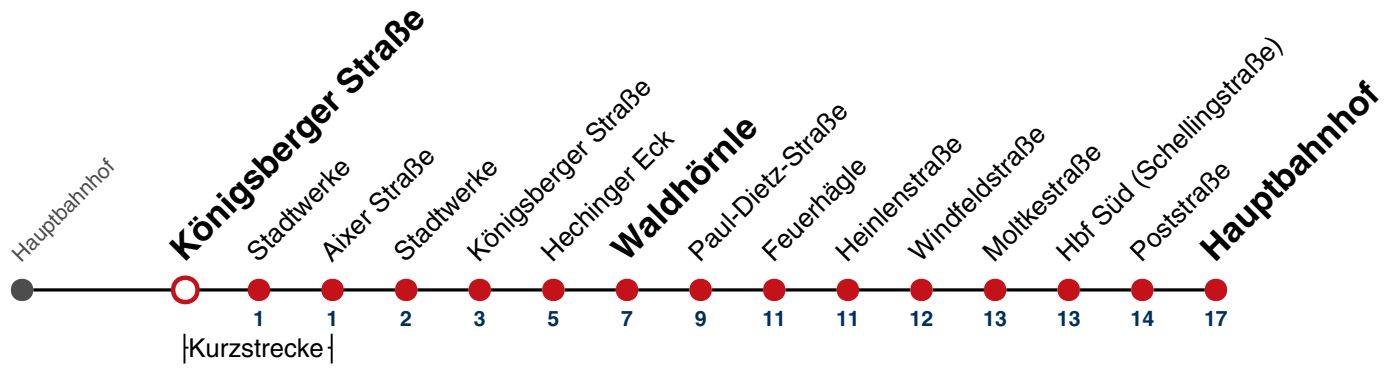 Hauptbahnhof
Königsberger Straße
Stadtwerke
Aixer Straße
Stadtwerke
Königsberger Straße
Hechinger Eck
Waldhörnle
Paul-Dietz-Straße
Feuerhägle
Heinlenstraße
Windfeldstraße
Moltkestraße
Hbf Süd (Schellingstraße)
Poststraße
Hauptbahnhof
1 1 2 3 5 7 9 11 11 12 13 13 14 17
Kurzstrecke